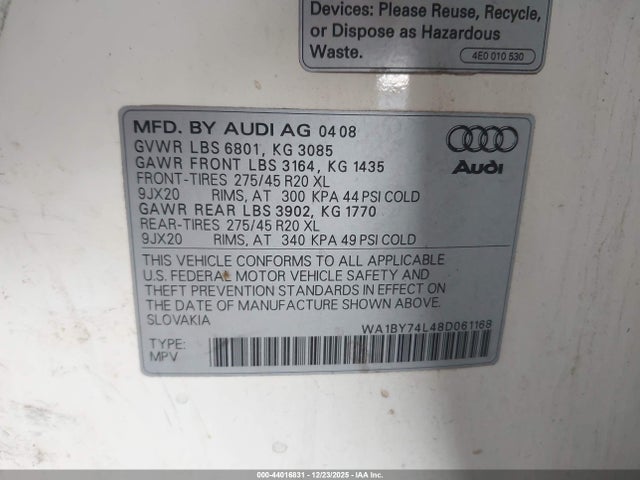 Devices: Please Reuse, Recycle,
or Dispose as Hazardous
Waste.
4E0 010 530
MFD. BY AUDI AG 04 08
GVWR LBS 6801, KG 3085
GAWR FRONT LBS 3164, KG 1435
FRONT-TIRES 275/45 R20 XL
9JX20 RIMS, AT 300 KPA 44 PSI COLD
GAWR REAR LBS 3902, KG 1770
REAR-TIRES 275/45 R20 XL
9JX20 RIMS, AT 340 KPA 49 PSI COLD
Audi
THIS VEHICLE CONFORMS TO ALL APPLICABLE
U.S. FEDERAL MOTOR VEHICLE SAFETY AND
THEFT PREVENTION STANDARDS IN EFFECT ON
THE DATE OF MANUFACTURE SHOWN ABOVE.
SLOVAKIA
WA1BY74L48D061168
TYPE:
MPV
000-44016831 - 12/23/2025 - IAAI.COM